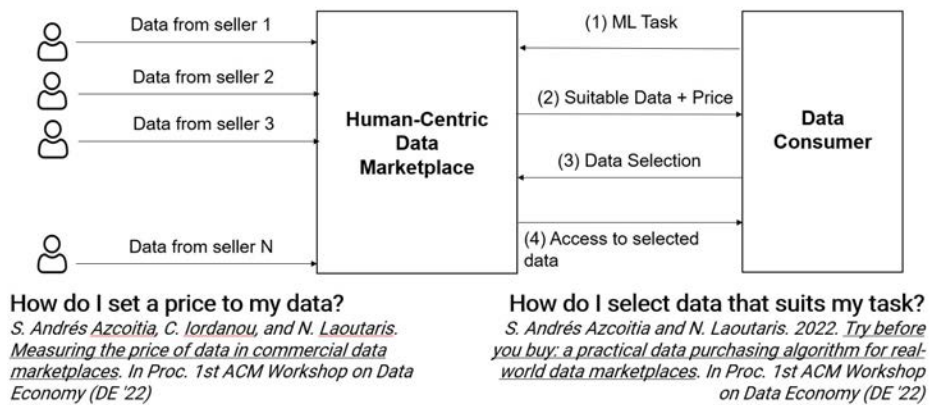 Data from seller 1
Data from seller 2
Data from seller 3
Data from seller N
Human-Centric
Data
Marketplace
(1) ML Task
(2) Suitable Data + Price
(3) Data Selection
(4) Access to selected
data
Data
Consumer
How do I set a price to my data?
S. Andrés Azcoitia, C. Iordanou, and N. Laoutaris.
Measuring the price of data in commercial data
marketplaces. In Proc. 1st ACM Workshop on Data
Economy (DE '22)
How do I select data that suits my task?
S. Andrés Azcoitia and N. Laoutaris. 2022. Try before
you buy: a practical data purchasing algorithm for real-
world data marketplaces. In Proc. 1st ACM Workshop
on Data Economy (DE '22)